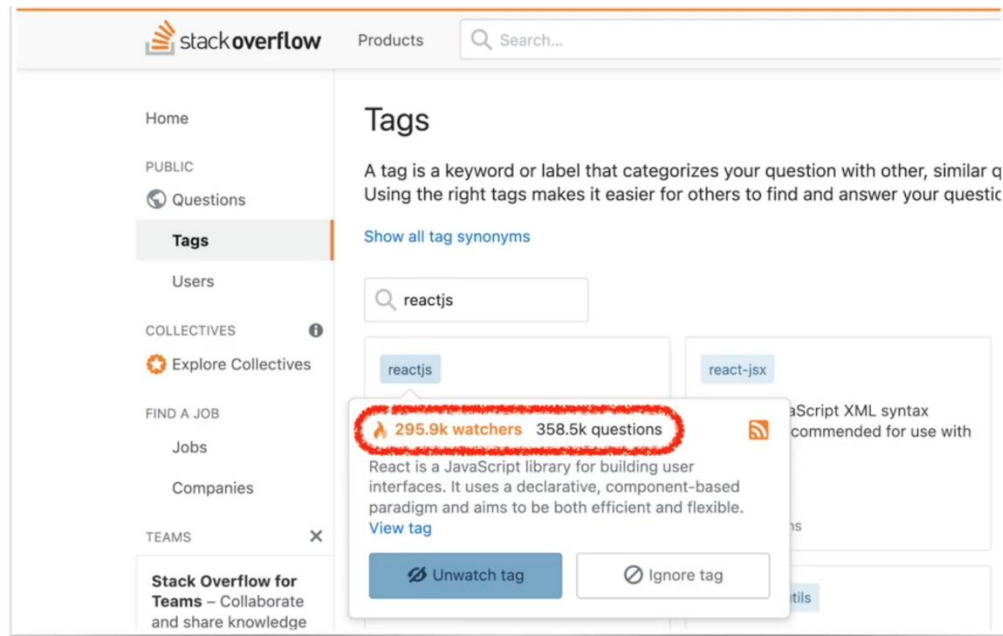 stackoverflow
Products
Search...
Home
PUBLIC
Questions
Tags
Users
COLLECTIVES
Explore Collectives
FIND A JOB
Jobs
Companies
TEAMS
Stack Overflow for
Teams – Collaborate
and share knowledge
Tags
A tag is a keyword or label that categorizes your question with other, similar q
Using the right tags makes it easier for others to find and answer your questio
Show all tag synonyms
reactjs
reactjs
295.9k watchers 358.5k questions
React is a JavaScript library for building user
interfaces. It uses a declarative, component-based
paradigm and aims to be both efficient and flexible.
View tag
Unwatch tag
Ignore tag
react-jsx
aScript XML syntax
commended for use with
ns
utils